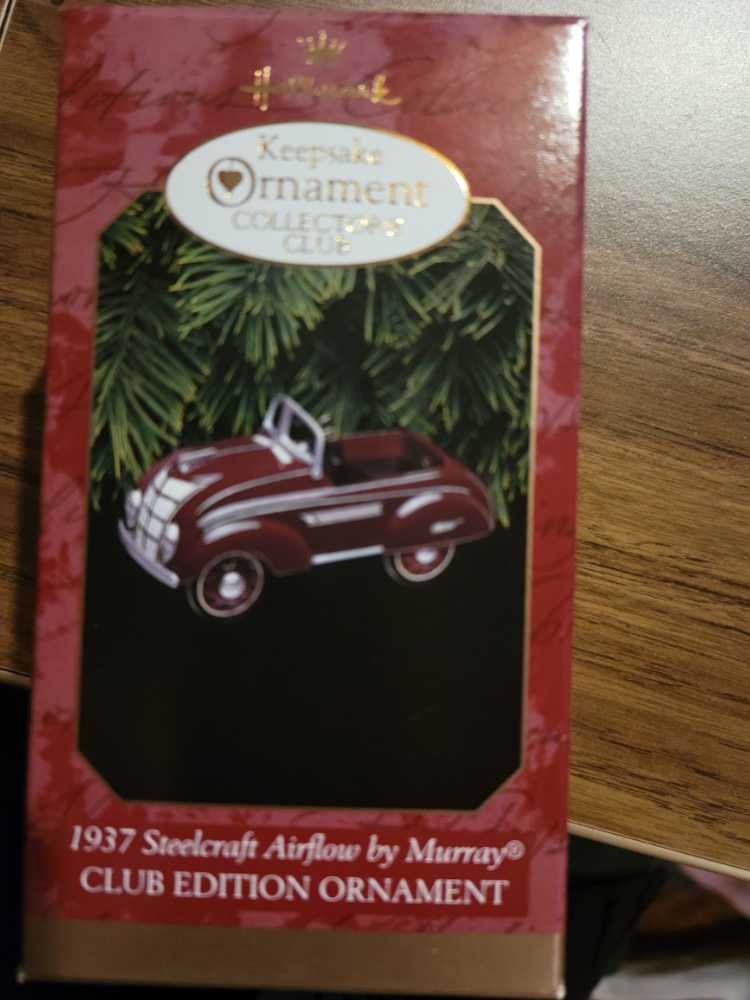 Hallmark
Keepsake
Ornament
COLLECTOR'S
CLUB
1937 Steelcraft Airflow by Murray®
CLUB EDITION ORNAMENT